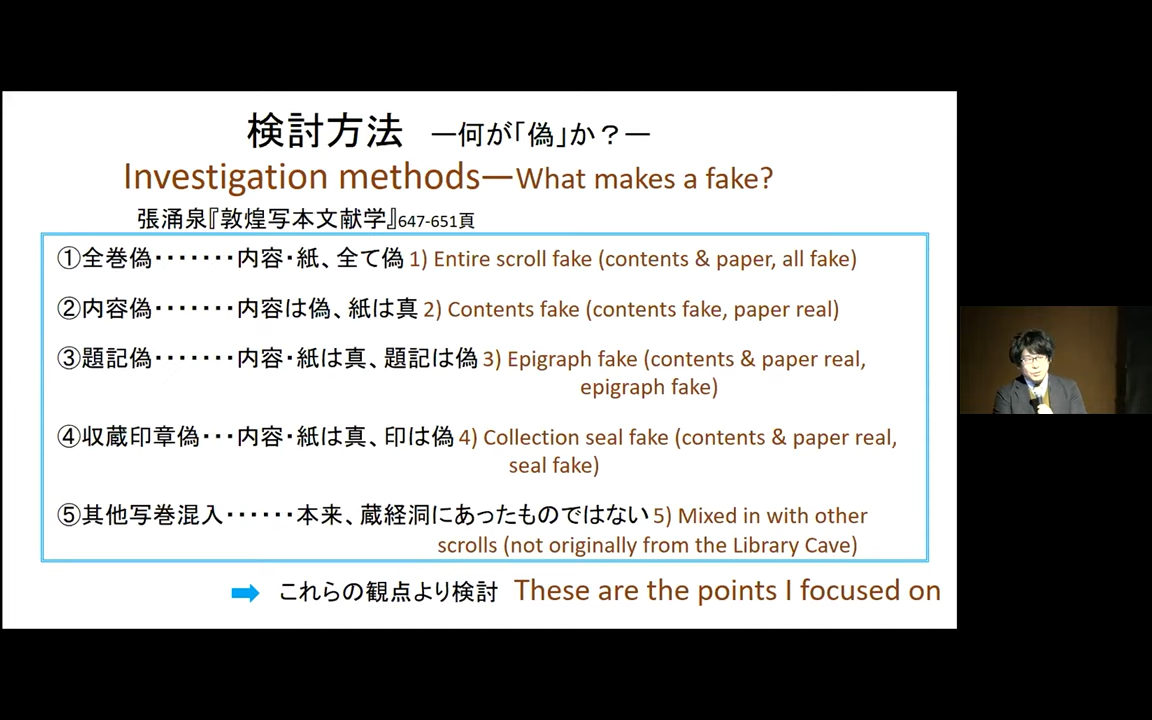 検討方法 ―何が「偽」か？―
Investigation methods―What makes a fake?
張涌泉『敦煌写本文献学』647-651頁
①全巻偽・・・・・・・内容・紙、全て偽 1) Entire scroll fake (contents & paper, all fake)
②内容偽・・・・・・・内容は偽、紙は真 2) Contents fake (contents fake, paper real)
③題記偽・・・・・・・内容・紙は真、題記は偽 3) Epigraph fake (contents & paper real,
epigraph fake)
④収蔵印章偽・・・内容・紙は真、印は偽 4) Collection seal fake (contents & paper real,
seal fake)
⑤其他写巻混入・・・・・・本来、蔵経洞にあったものではない 5) Mixed in with other
scrolls (not originally from the Library Cave)
これらの観点より検討 These are the points I focused on